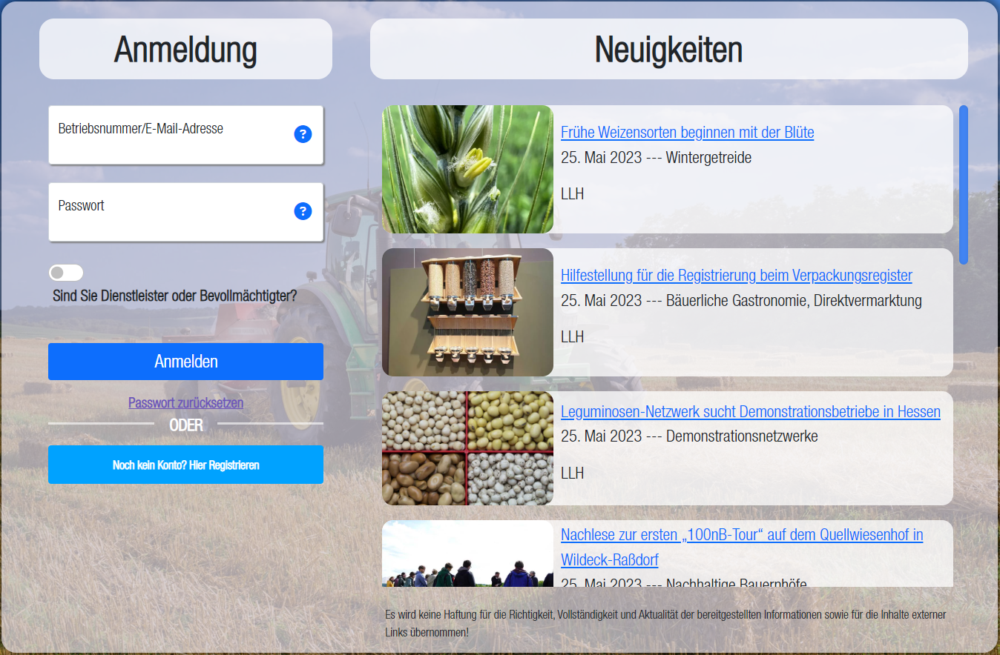 Anmeldung
Betriebsnummer/E-Mail-Adresse
?
Passwort
?
Sind Sie Dienstleister oder Bevollmächtigter?
Anmelden
Passwort zurücksetzen
ODER
Noch kein Konto? Hier Registrieren
Neuigkeiten
Frühe Weizensorten beginnen mit der Blüte
25. Mai 2023 --- Wintergetreide
LLH
Hilfestellung für die Registrierung beim Verpackungsregister
25. Mai 2023 --- Bäuerliche Gastronomie, Direktvermarktung
LLH
Leguminosen-Netzwerk sucht Demonstrationsbetriebe in Hessen
25. Mai 2023 --- Demonstrationsnetzwerke
LLH
Nachlese zur ersten „100nB-Tour“ auf dem Quellwiesenhof in
Wildeck-Raßdorf
25. Mai 2023 --- Nachhaltige Bauernhöfe
Es wird keine Haftung für die Richtigkeit, Vollständigkeit und Aktualität der bereitgestellten Informationen sowie für die Inhalte externer
Links übernommen!